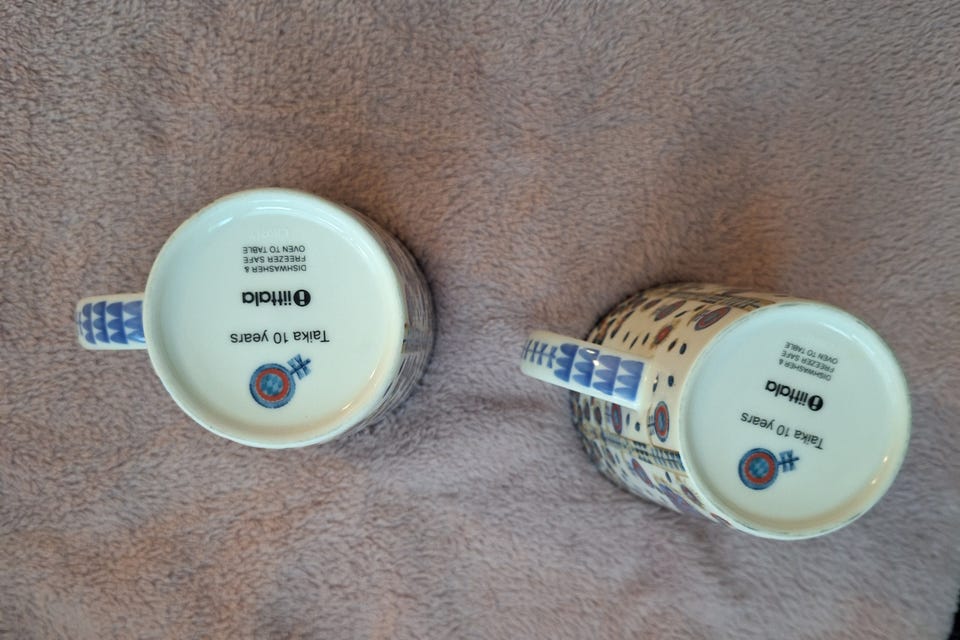 Taika 10 years
iittala
DISHWASHER &
FREEZER SAFE
OVEN TO TABLE
Taika 10 years
iittala
DISHWASHER &
FREEZER SAFE
OVEN TO TABLE